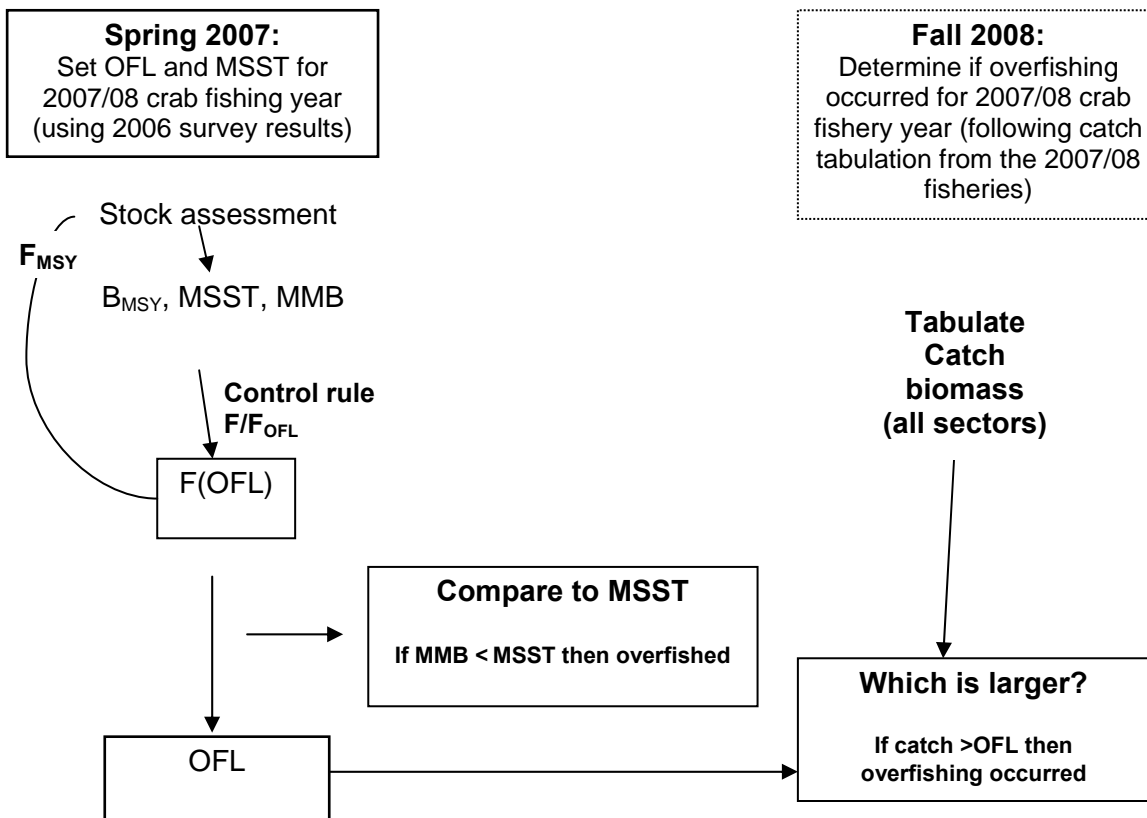 Spring 2007:
Set OFL and MSST for
2007/08 crab fishing year
(using 2006 survey results)
Fall 2008:
Determine if overfishing
occurred for 2007/08 crab
fishery year (following catch
tabulation from the 2007/08
fisheries)
Stock assessment
FMSY
BMSY, MSST, MMB
Tabulate
Catch
biomass
(all sectors)
Control rule
F/FOFL
F(OFL)
Compare to MSST
If MMB < MSST then overfished
Which is larger?
If catch >OFL then
overfishing occurred
OFL